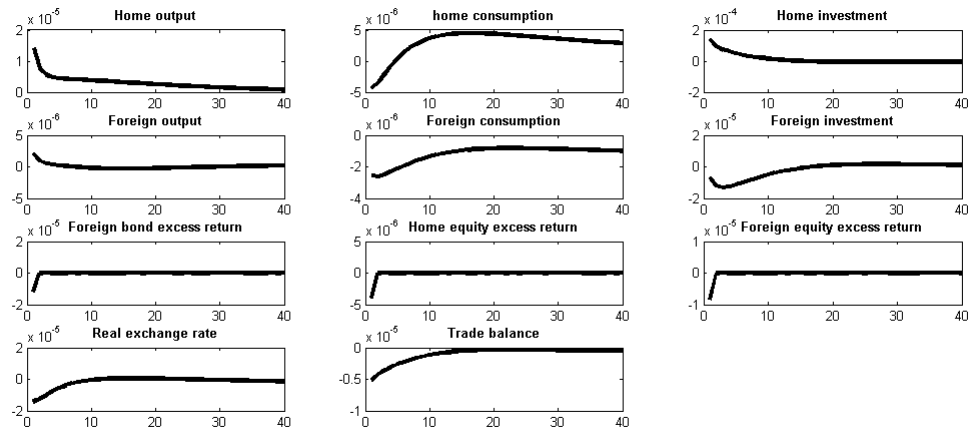 Home output
x 10^-5
2
1
0
0 10 20 30 40
home consumption
x 10^-6
5
0
-5
0 10 20 30 40
Home investment
x 10^-4
2
0
-2
0 10 20 30 40
Foreign output
x 10^-6
5
0
-5
0 10 20 30 40
Foreign consumption
x 10^-6
0
-2
-4
0 10 20 30 40
Foreign investment
x 10^-5
2
0
-2
0 10 20 30 40
Foreign bond excess return
x 10^-5
2
0
-2
0 10 20 30 40
Home equity excess return
x 10^-6
5
0
-5
0 10 20 30 40
Foreign equity excess return
x 10^-5
1
0
-1
0 10 20 30 40
Real exchange rate
x 10^-5
2
0
-2
0 10 20 30 40
Trade balance
x 10^-5
0
-0.5
-1
0 10 20 30 40